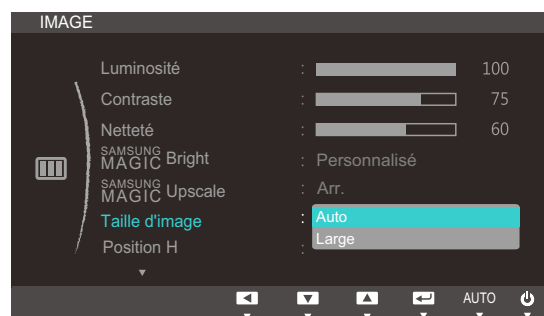 IMAGE
Luminosité : 100
Contraste : 75
Netteté : 60
SAMSUNG MAGIC Bright : Personnalisé
SAMSUNG MAGIC Upscale : Arr.
Taille d'image : Auto
Large
Position H :
AUTO